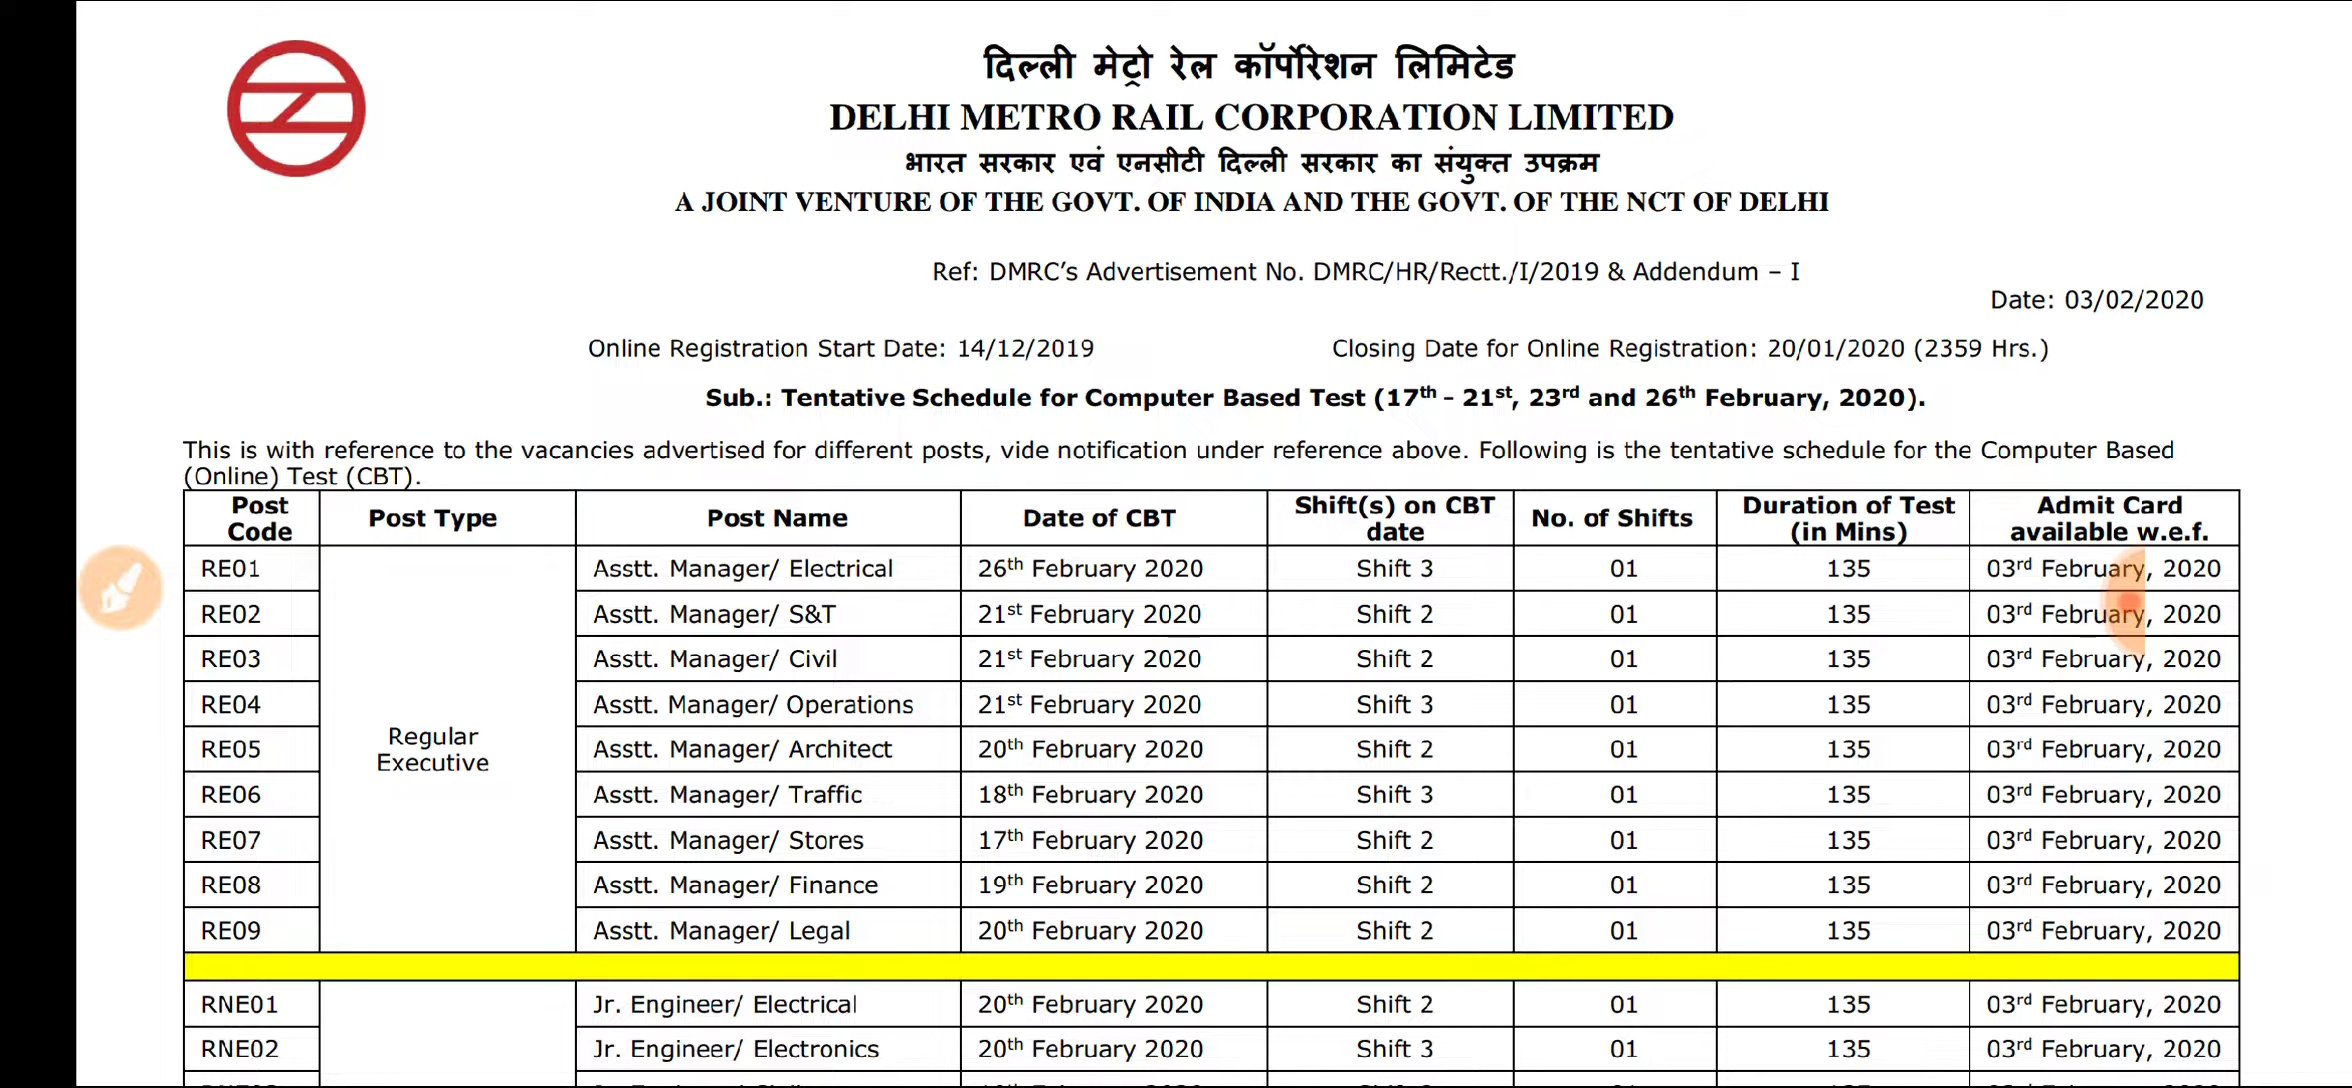 दिल्ली मेट्रो रेल कॉर्पोरेशन लिमिटेड
DELHI METRO RAIL CORPORATION LIMITED
भारत सरकार एवं एनसीटी दिल्ली सरकार का संयुक्त उपक्रम
A JOINT VENTURE OF THE GOVT. OF INDIA AND THE GOVT. OF THE NCT OF DELHI
Ref: DMRC’s Advertisement No. DMRC/HR/Rectt./I/2019 & Addendum – I
Date: 03/02/2020
Online Registration Start Date: 14/12/2019 Closing Date for Online Registration: 20/01/2020 (2359 Hrs.)
Sub.: Tentative Schedule for Computer Based Test (17th - 21st, 23rd and 26th February, 2020).
This is with reference to the vacancies advertised for different posts, vide notification under reference above. Following is the tentative schedule for the Computer Based
(Online) Test (CBT).
Post Code Post Type Post Name Date of CBT Shift(s) on CBT date No. of Shifts Duration of Test (in Mins) Admit Card available w.e.f.
RE01 Asstt. Manager/ Electrical 26th February 2020 Shift 3 01 135 03rd February, 2020
RE02 Asstt. Manager/ S&T 21st February 2020 Shift 2 01 135 03rd February, 2020
RE03 Asstt. Manager/ Civil 21st February 2020 Shift 2 01 135 03rd February, 2020
RE04 Asstt. Manager/ Operations 21st February 2020 Shift 3 01 135 03rd February, 2020
RE05 Regular Executive Asstt. Manager/ Architect 20th February 2020 Shift 2 01 135 03rd February, 2020
RE06 Asstt. Manager/ Traffic 18th February 2020 Shift 3 01 135 03rd February, 2020
RE07 Asstt. Manager/ Stores 17th February 2020 Shift 2 01 135 03rd February, 2020
RE08 Asstt. Manager/ Finance 19th February 2020 Shift 2 01 135 03rd February, 2020
RE09 Asstt. Manager/ Legal 20th February 2020 Shift 2 01 135 03rd February, 2020
RNE01 Jr. Engineer/ Electrical 20th February 2020 Shift 2 01 135 03rd February, 2020
RNE02 Jr. Engineer/ Electronics 20th February 2020 Shift 3 01 135 03rd February, 2020